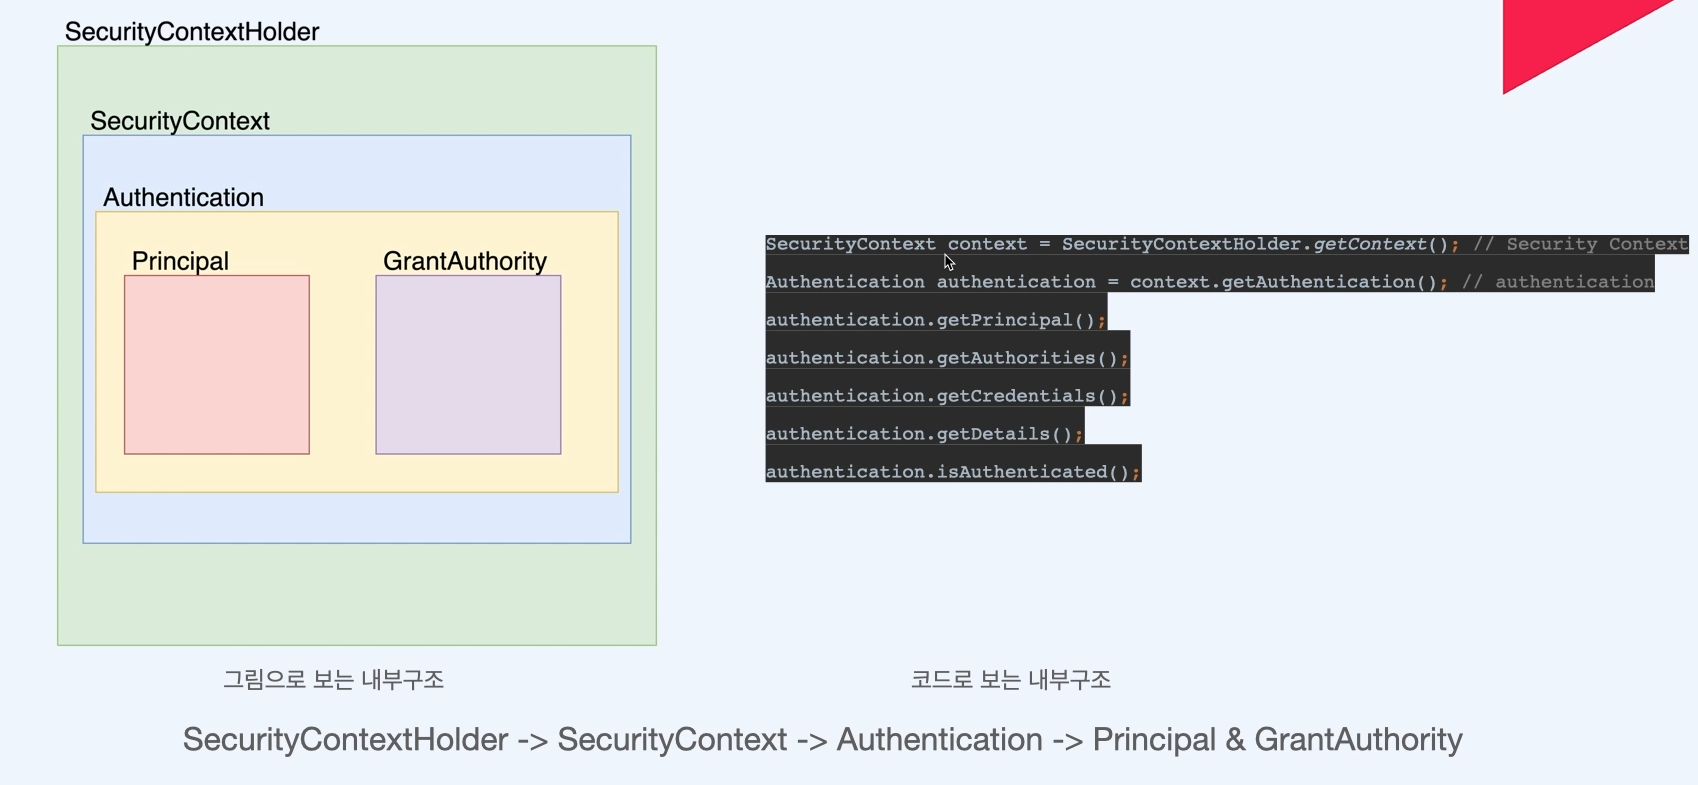 SecurityContextHolder
SecurityContext
Authentication
Principal
GrantAuthority
SecurityContext context = SecurityContextHolder.getContext(); // Security Context
Authentication authentication = context.getAuthentication(); // authentication
authentication.getPrincipal();
authentication.getAuthorities();
authentication.getCredentials();
authentication.getDetails();
authentication.isAuthenticated();
그림으로 보는 내부구조
코드로 보는 내부구조
SecurityContextHolder -> SecurityContext -> Authentication -> Principal & GrantAuthority